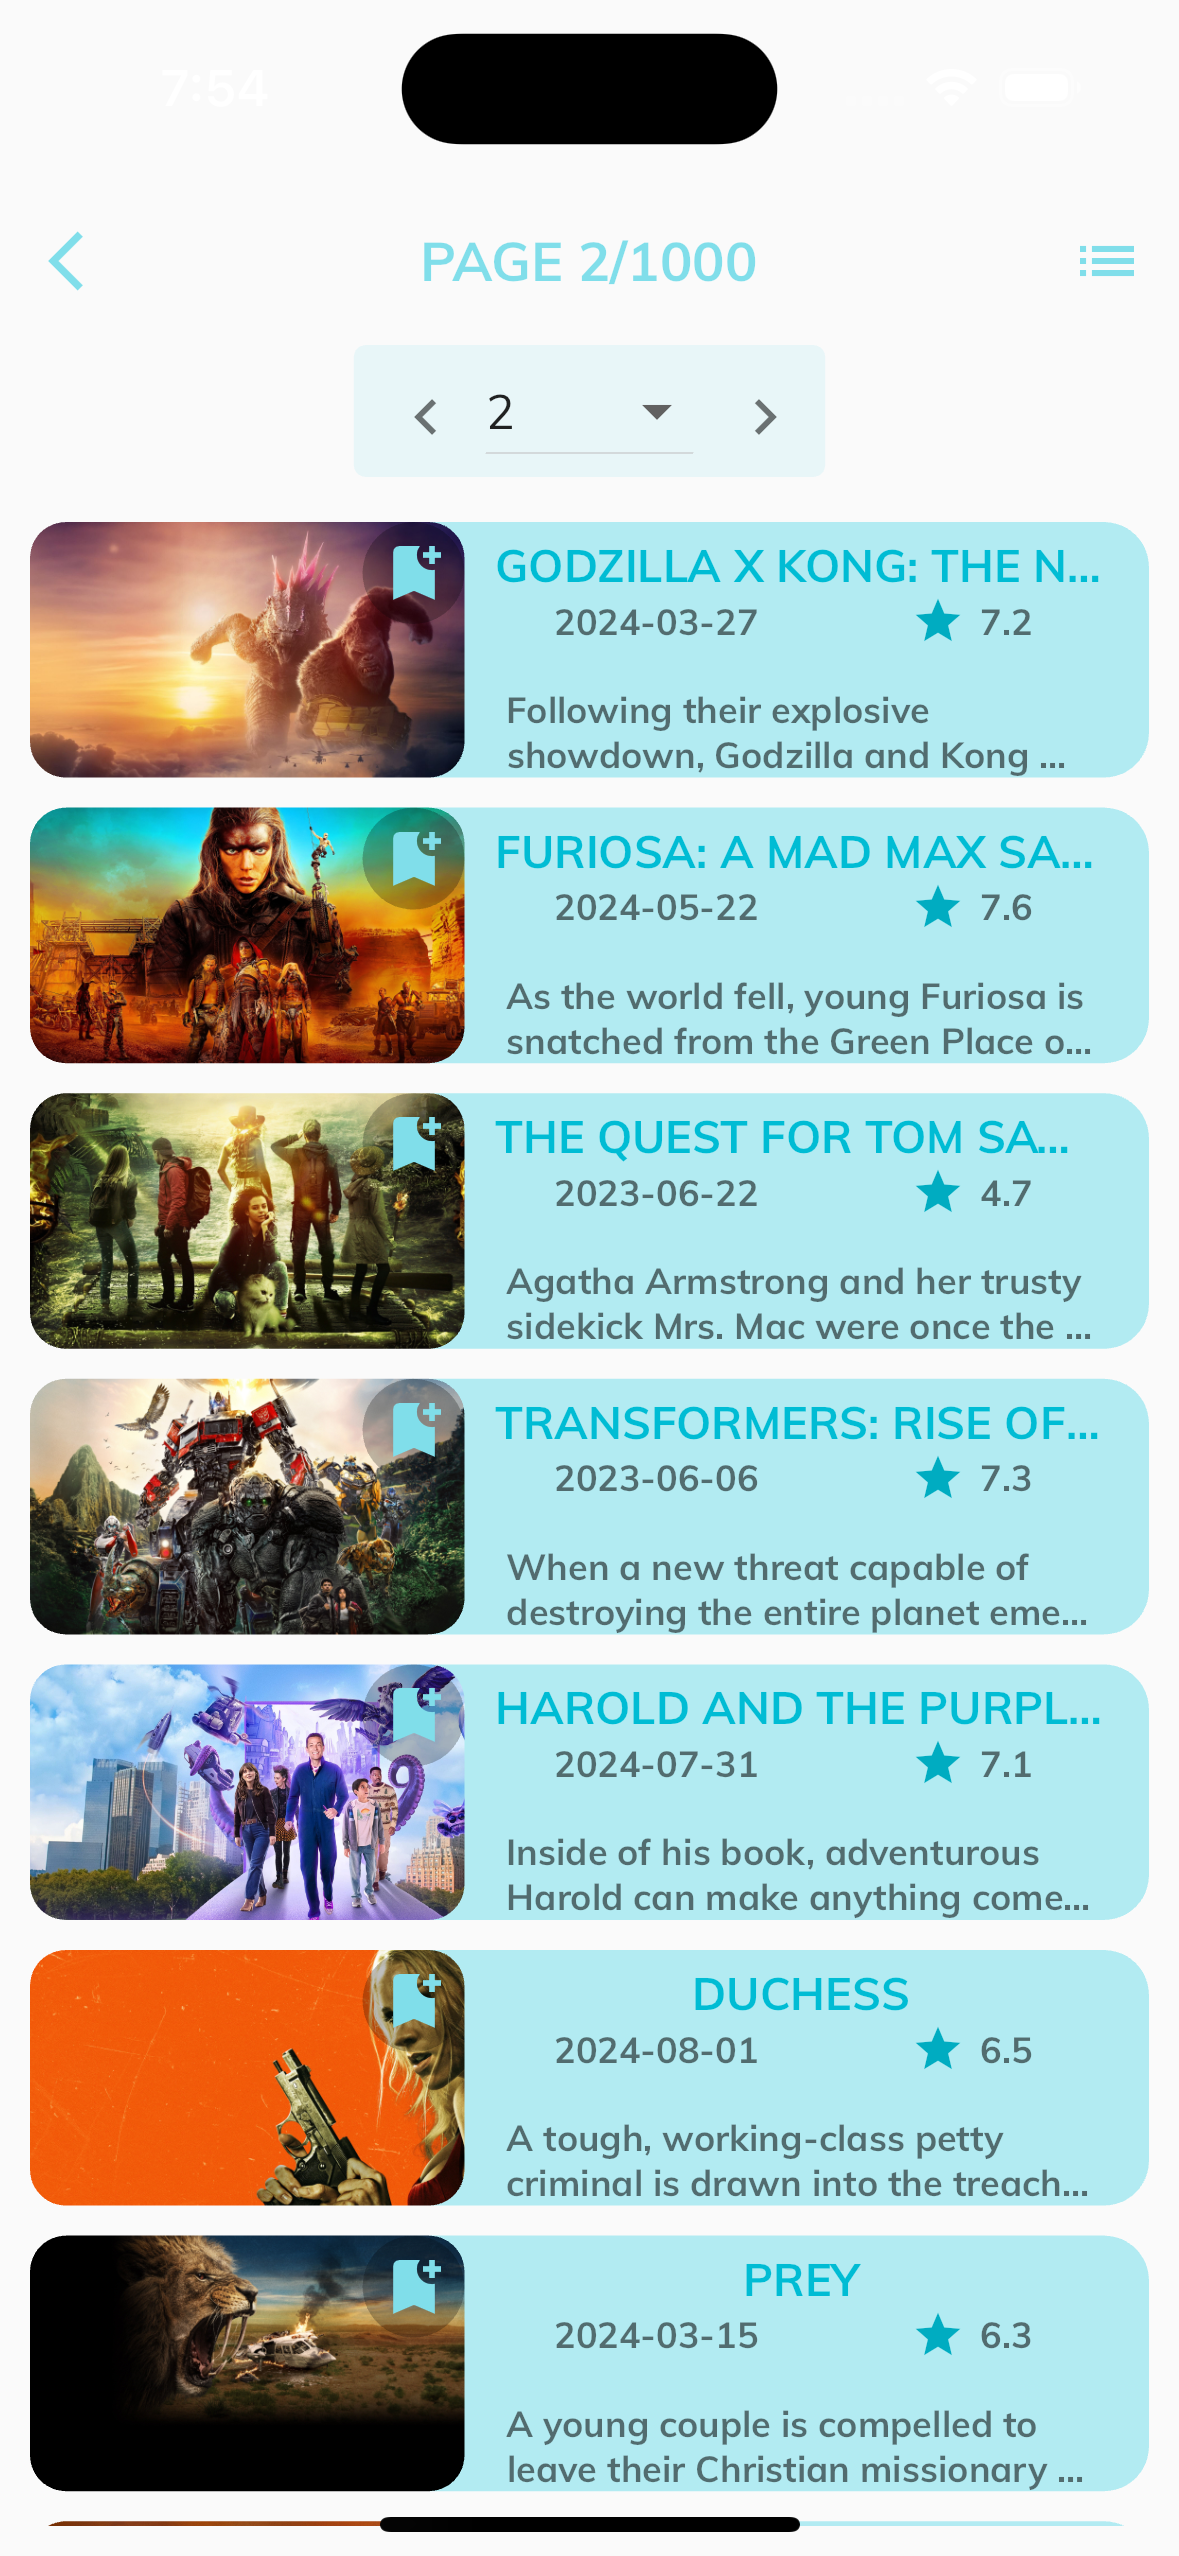 7:54
PAGE 2/1000
2
GODZILLA X KONG: THE N...
2024-03-27 7.2
Following their explosive
showdown, Godzilla and Kong ...
FURIOSA: A MAD MAX SA...
2024-05-22 7.6
As the world fell, young Furiosa is
snatched from the Green Place o...
THE QUEST FOR TOM SA...
2023-06-22 4.7
Agatha Armstrong and her trusty
sidekick Mrs. Mac were once the ...
TRANSFORMERS: RISE OF...
2023-06-06 7.3
When a new threat capable of
destroying the entire planet eme...
HAROLD AND THE PURPL...
2024-07-31 7.1
Inside of his book, adventurous
Harold can make anything come...
DUCHESS
2024-08-01 6.5
A tough, working-class petty
criminal is drawn into the treach...
PREY
2024-03-15 6.3
A young couple is compelled to
leave their Christian missionary ...